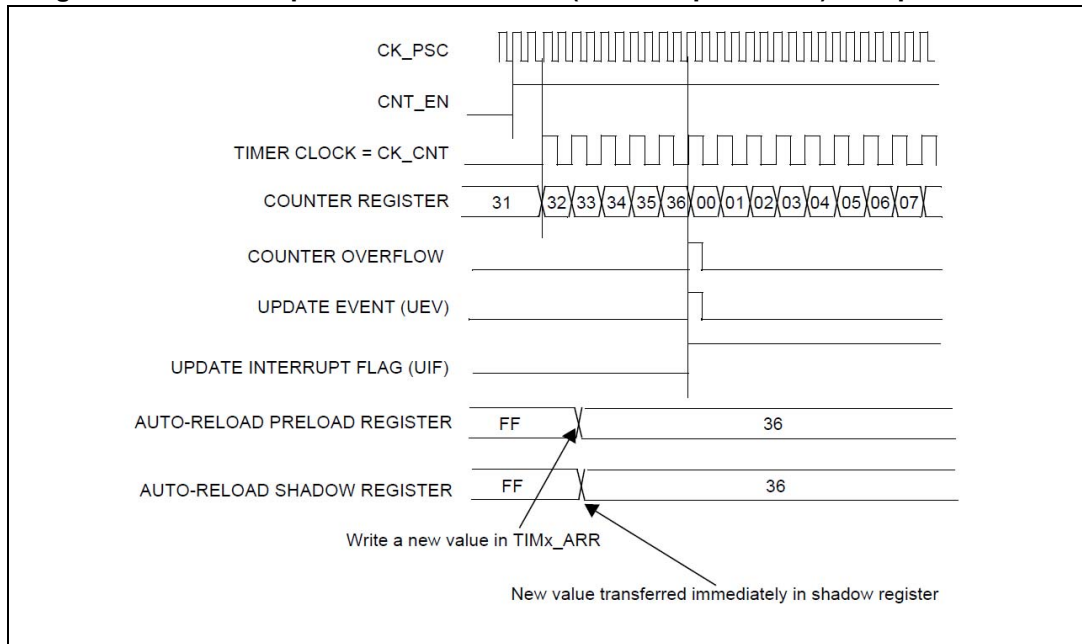 CK_PSC
CNT_EN
TIMER CLOCK = CK_CNT
COUNTER REGISTER 31 32 33 34 35 36 00 01 02 03 04 05 06 07
COUNTER OVERFLOW
UPDATE EVENT (UEV)
UPDATE INTERRUPT FLAG (UIF)
AUTO-RELOAD PRELOAD REGISTER FF 36
AUTO-RELOAD SHADOW REGISTER FF 36
Write a new value in TIMx_ARR
New value transferred immediately in shadow register